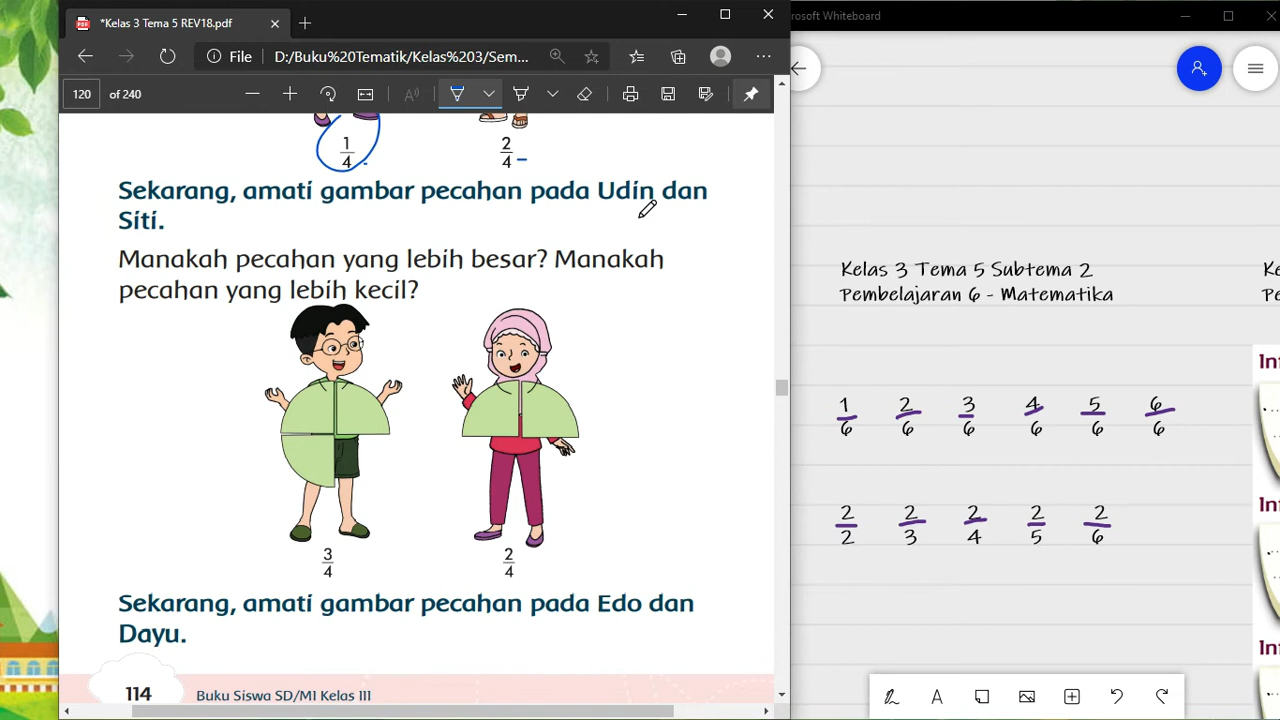 *Kelas 3 Tema 5 REV18.pdf
File D:/Buku%20Tematik/Kelas%203/Sem...
120 of 240
1/4 2/4
Sekarang, amati gambar pecahan pada Udin dan
Siti.
Manakah pecahan yang lebih besar? Manakah
pecahan yang lebih kecil?
3/4 2/4
Sekarang, amati gambar pecahan pada Edo dan
Dayu.
114 Buku Siswa SD/MI Kelas III
Whiteboard
Kelas 3 Tema 5 Subtema 2
Pembelajaran 6 - Matematika
1/6 2/6 3/6 4/6 5/6 6/6
2/2 2/3 2/4 2/5 2/6